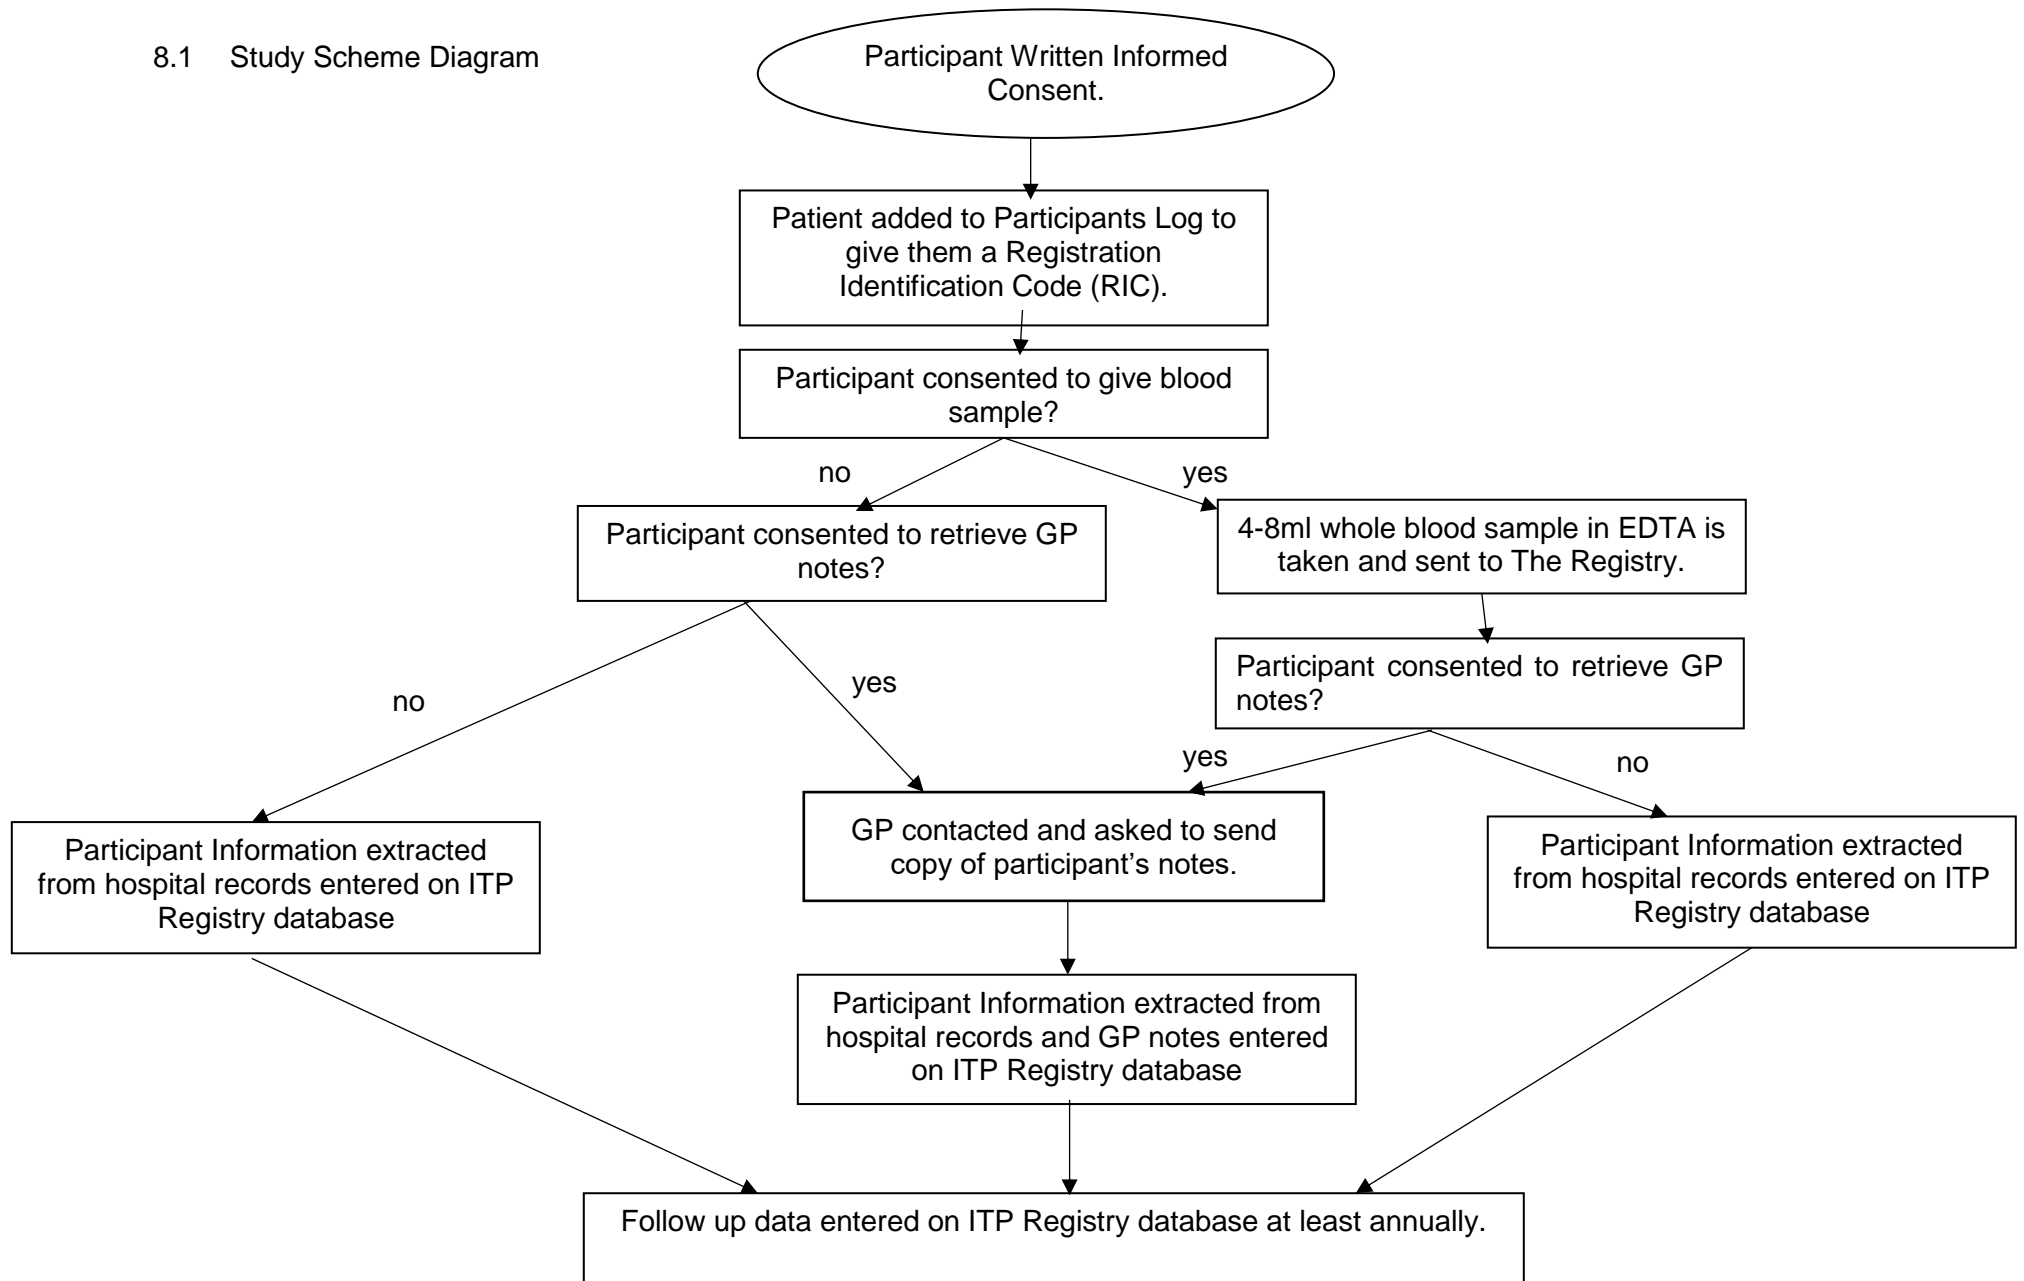 8.1 Study Scheme Diagram
Participant Written Informed
Consent.
Patient added to Participants Log to
give them a Registration
Identification Code (RIC).
Participant consented to give blood
sample?
no
yes
Participant consented to retrieve GP
notes?
4-8ml whole blood sample in EDTA is
taken and sent to The Registry.
Participant consented to retrieve GP
notes?
no
yes
yes
no
Participant Information extracted
from hospital records entered on ITP
Registry database
GP contacted and asked to send
copy of participant’s notes.
Participant Information extracted
from hospital records entered on ITP
Registry database
Participant Information extracted from
hospital records and GP notes entered
on ITP Registry database
Follow up data entered on ITP Registry database at least annually.